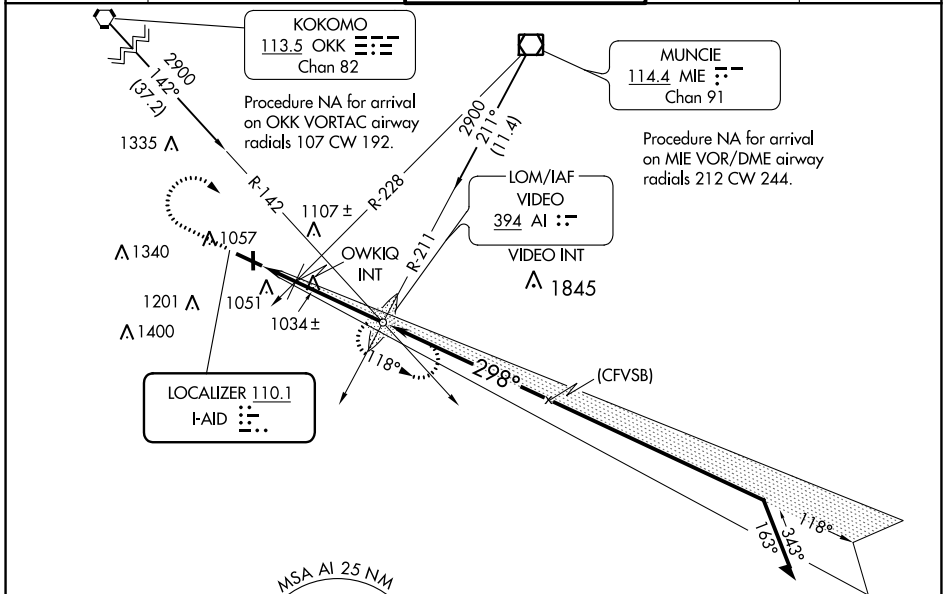 KOKOMO
113.5 OKK
Chan 82
Procedure NA for arrival
on OKK VORTAC airway
radials 107 CW 192.
2900
142°
(37.2)
1335
R-142
MUNCIE
114.4 MIE
Chan 91
Procedure NA for arrival
on MIE VOR/DME airway
radials 212 CW 244.
2900
211°
(11.4)
R-228
R-211
LOM/IAF
VIDEO
394 AI
VIDEO INT
1845
1107 ±
OWKIQ
INT
1057
1340
1051
1201
1034 ±
1400
118°
298°
(CFVSB)
LOCALIZER 110.1
I-AID
118°
343°
163°
MSA AI 25 NM